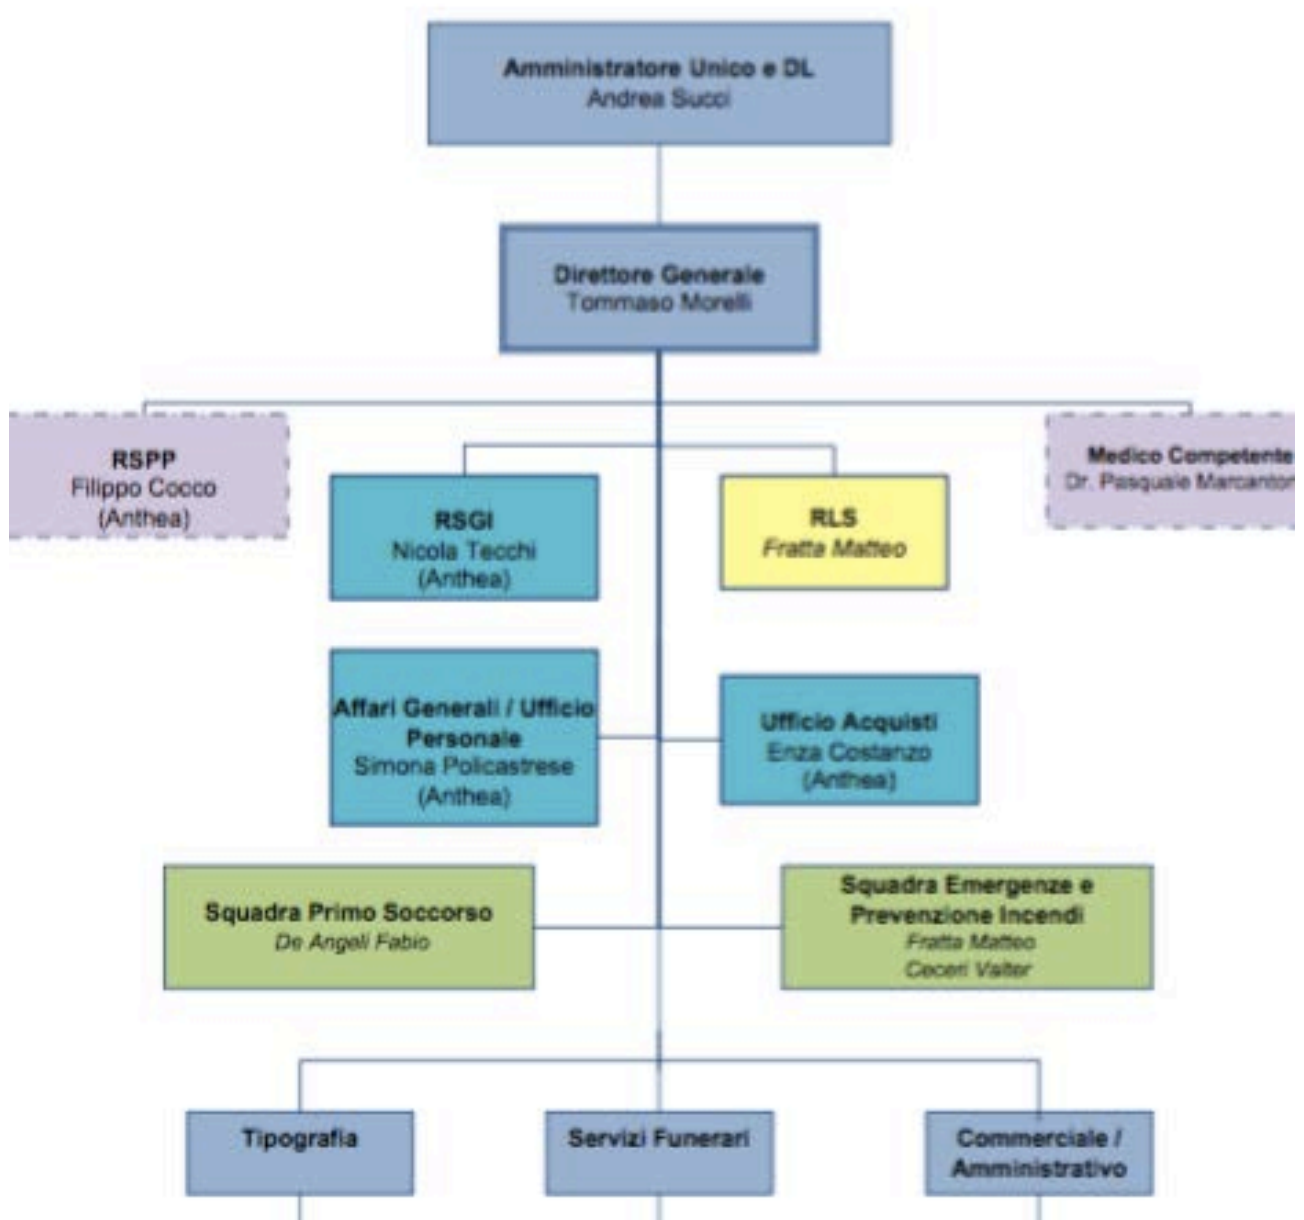 Amministratore Unico e DL
Andrea Succi
Direttore Generale
Tommaso Morelli
RSPP
Filippo Cocco
(Anthea)
RSGI
Nicola Tecchi
(Anthea)
RLS
Fratta Matteo
Medico Competente
Dr. Pasquale Marcanton
Affari Generali / Ufficio
Personale
Simona Policastrese
(Anthea)
Ufficio Acquisti
Enza Costanzo
(Anthea)
Squadra Primo Soccorso
De Angeli Fabio
Squadra Emergenze e
Prevenzione Incendi
Fratta Matteo
Ceceri Valter
Tipografia
Servizi Funerari
Commerciale /
Amministrativo